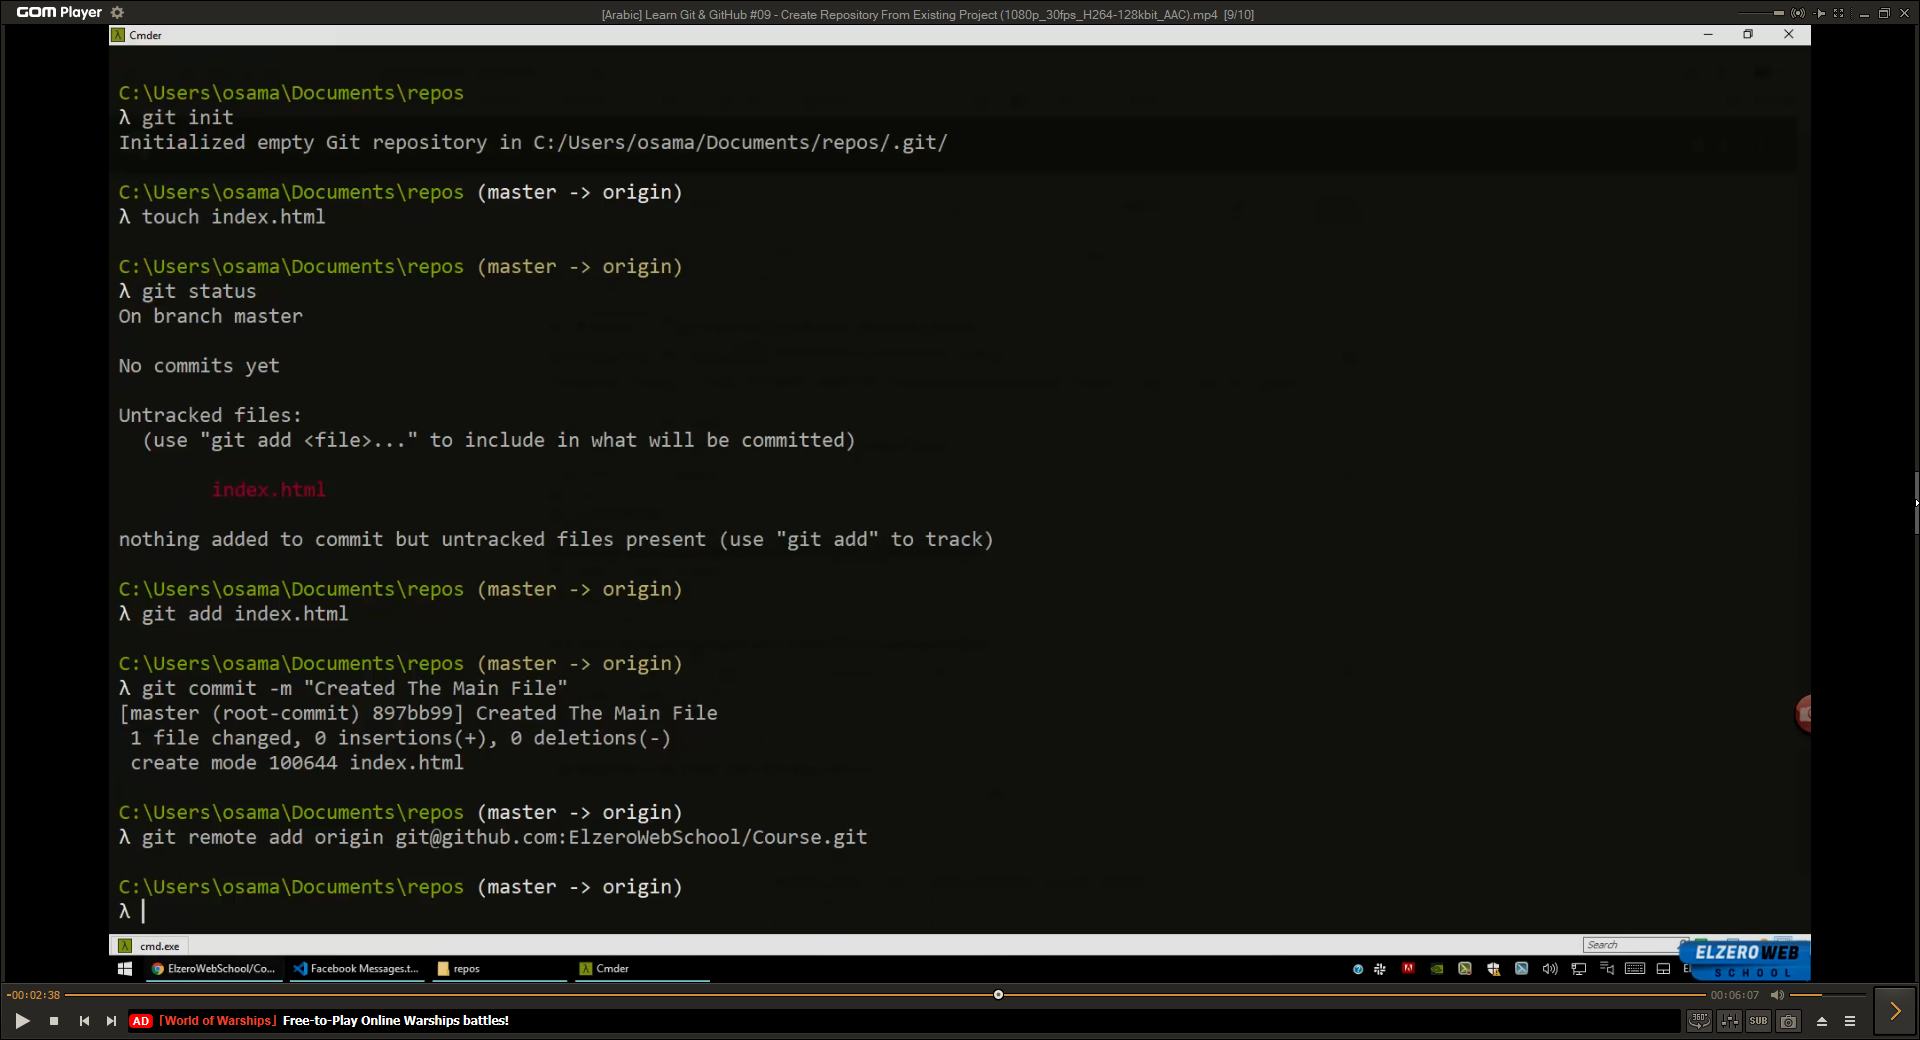 GOM Player
[Arabic] Learn Git & GitHub #09 - Create Repository From Existing Project (1080p_30fps_H264-128kbit_AAC).mp4 [9/10]
λ Cmder
C:\Users\osama\Documents\repos
λ git init
Initialized empty Git repository in C:/Users/osama/Documents/repos/.git/
C:\Users\osama\Documents\repos (master -> origin)
λ touch index.html
C:\Users\osama\Documents\repos (master -> origin)
λ git status
On branch master
No commits yet
Untracked files:
(use "git add <file>..." to include in what will be committed)
index.html
nothing added to commit but untracked files present (use "git add" to track)
C:\Users\osama\Documents\repos (master -> origin)
λ git add index.html
C:\Users\osama\Documents\repos (master -> origin)
λ git commit -m "Created The Main File"
[master (root-commit) 897bb99] Created The Main File
1 file changed, 0 insertions(+), 0 deletions(-)
create mode 100644 index.html
C:\Users\osama\Documents\repos (master -> origin)
λ git remote add origin git@github.com:ElzeroWebSchool/Course.git
C:\Users\osama\Documents\repos (master -> origin)
λ
λ cmd.exe
Search
ELZEROWEB
SCHOOL
ElzeroWebSchool/Co...
Facebook Messages.t...
repos
λ Cmder
-00:02:38
00:06:07
AD [World of Warships] Free-to-Play Online Warships battles!
360°
SUB